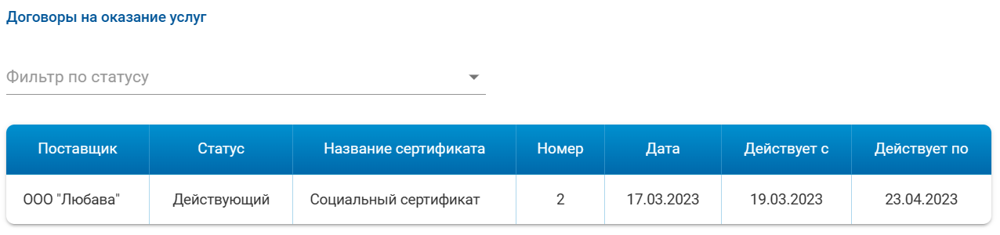 Договоры на оказание услуг
Фильтр по статусу
Поставщик Статус Название сертификата Номер Дата Действует с Действует по
ООО "Любава" Действующий Социальный сертификат 2 17.03.2023 19.03.2023 23.04.2023